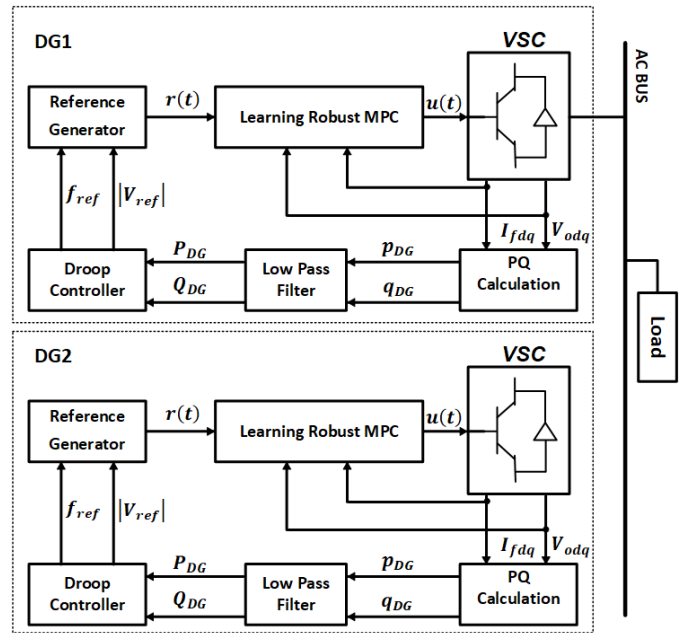 DG1
VSC
Reference
Generator
r(t)
Learning Robust MPC
u(t)
AC BUS
f_ref
|V_ref|
I_fdq
V_odq
P_DG
p_DG
Droop
Controller
Low Pass
Filter
PQ
Calculation
Q_DG
q_DG
Load
DG2
VSC
Reference
Generator
r(t)
Learning Robust MPC
u(t)
f_ref
|V_ref|
I_fdq
V_odq
P_DG
p_DG
Droop
Controller
Low Pass
Filter
PQ
Calculation
Q_DG
q_DG